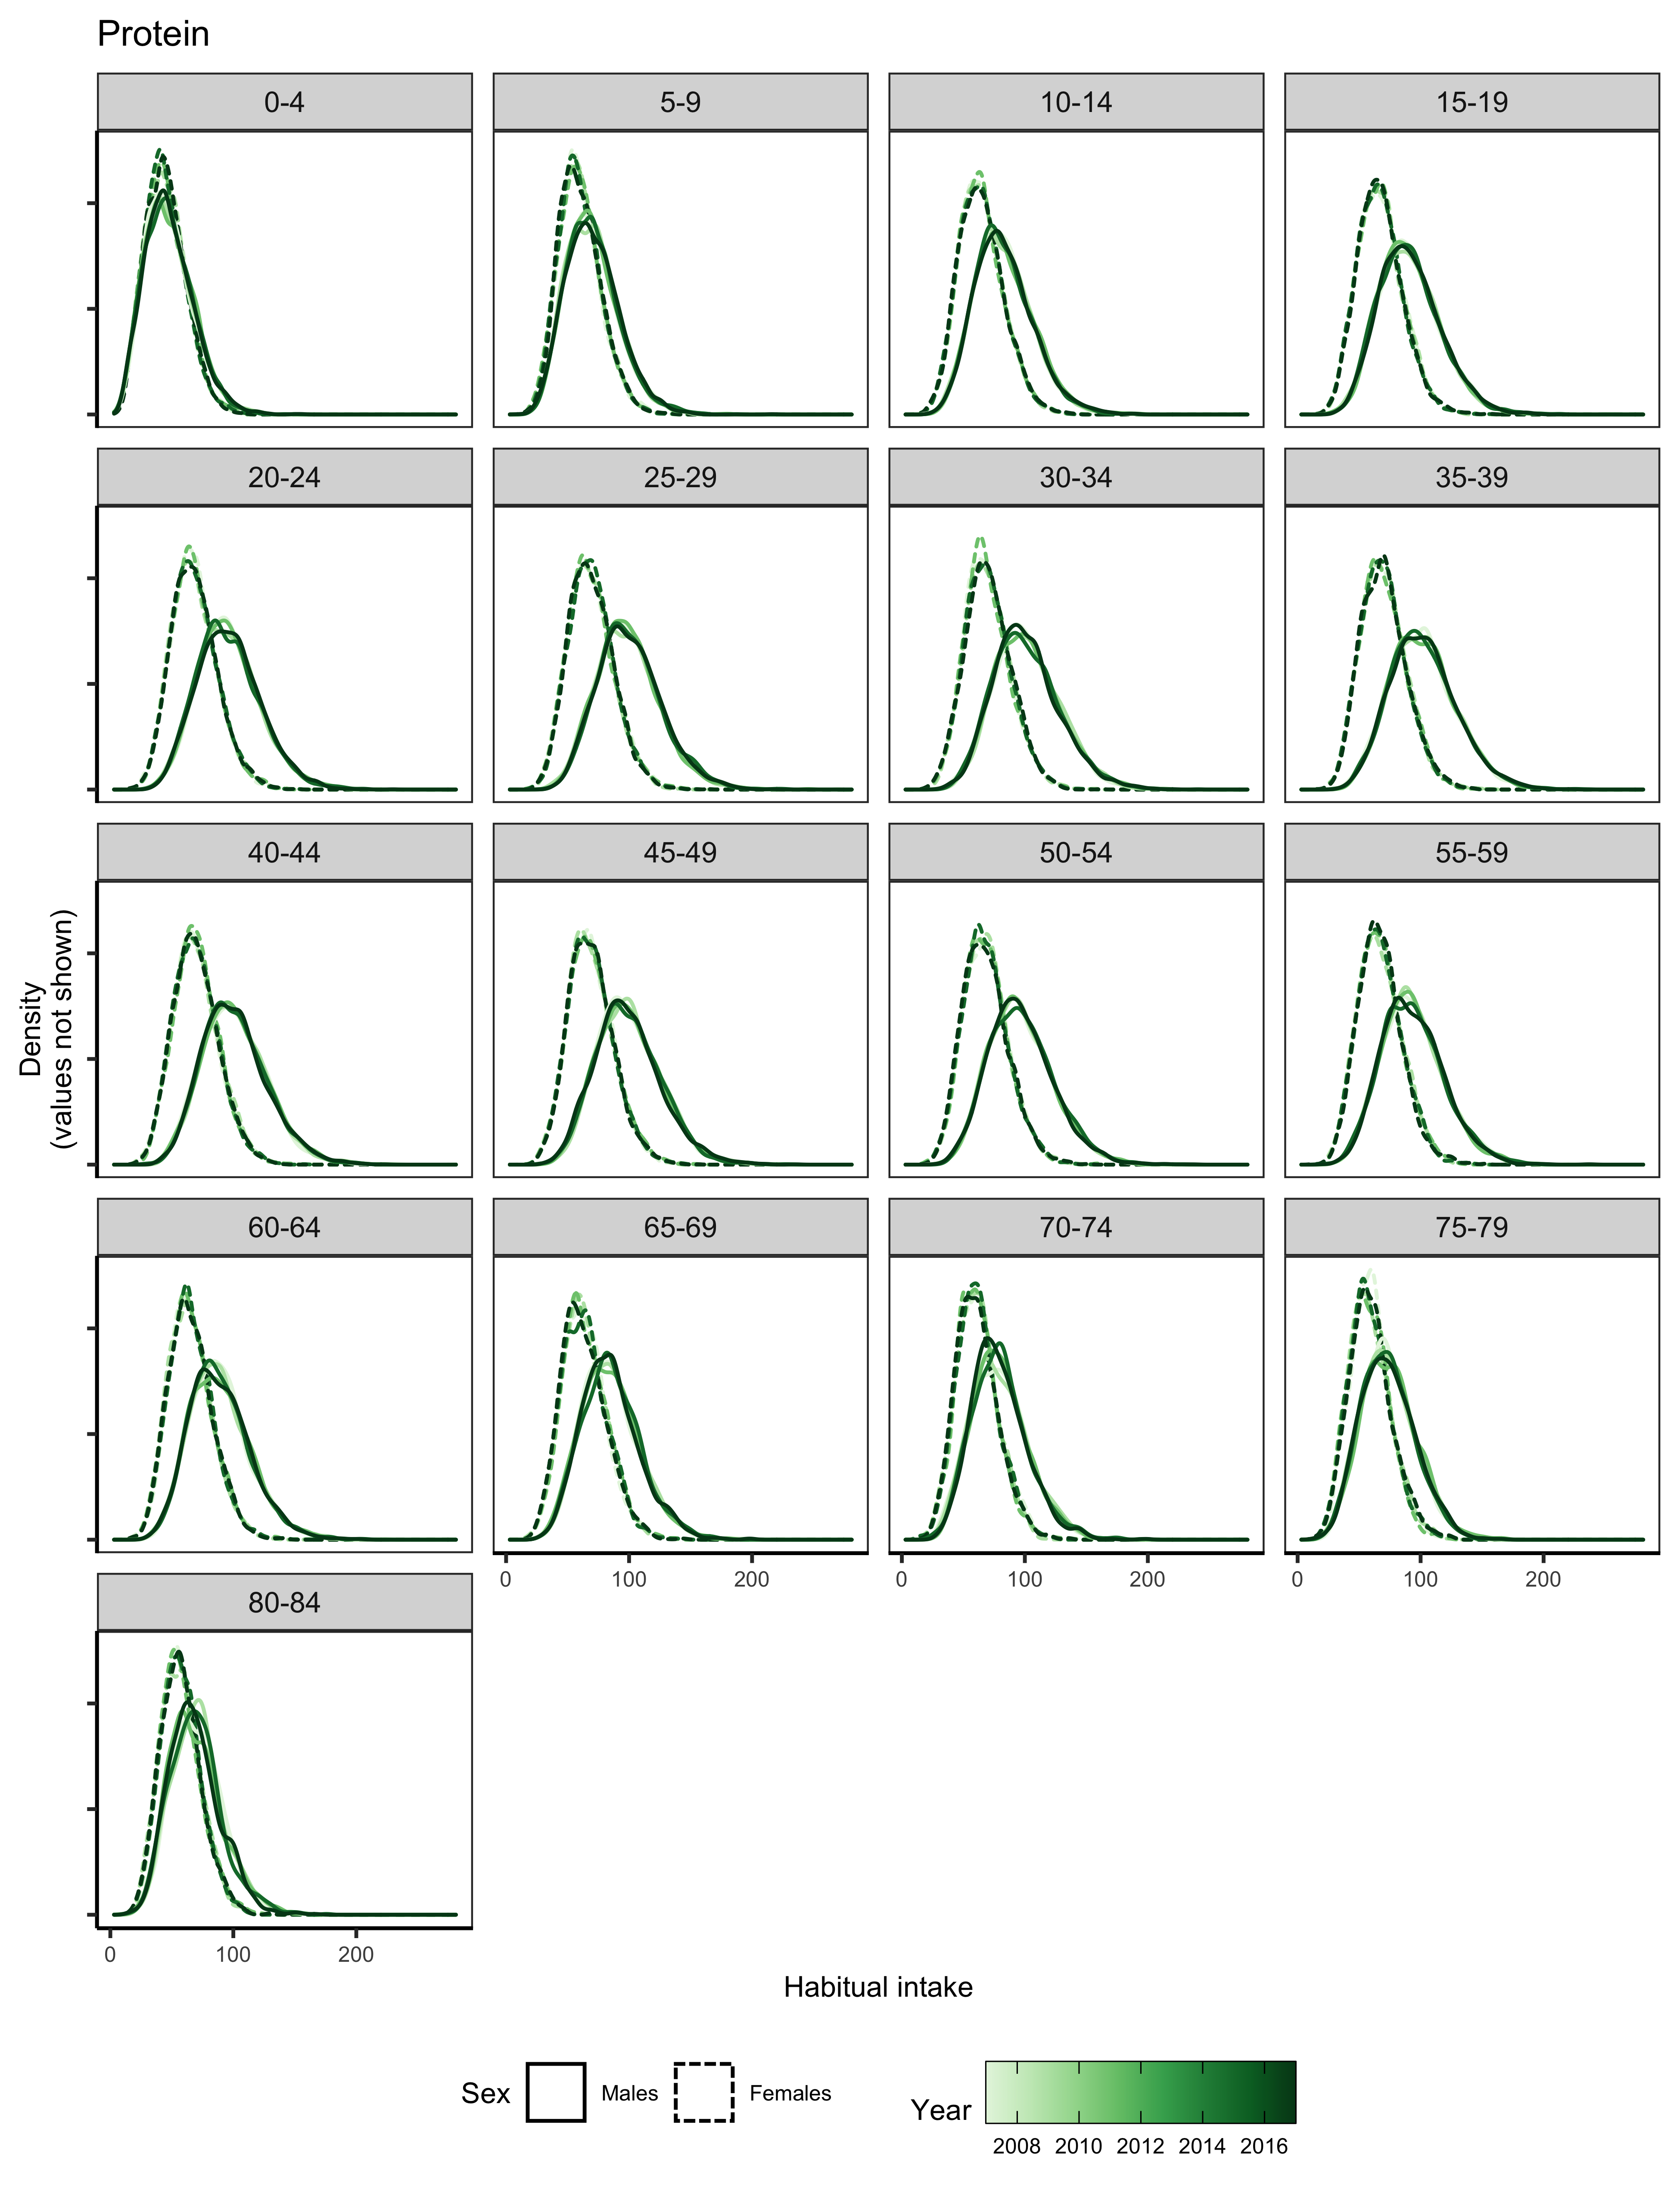 Protein
0-4
5-9
10-14
15-19
20-24
25-29
30-34
35-39
40-44
45-49
50-54
55-59
Density
(values not shown)
60-64
65-69
70-74
75-79
0 100 200
0 100 200
0 100 200
80-84
0 100 200
Habitual intake
Sex
Males
Females
Year
2008 2010 2012 2014 2016